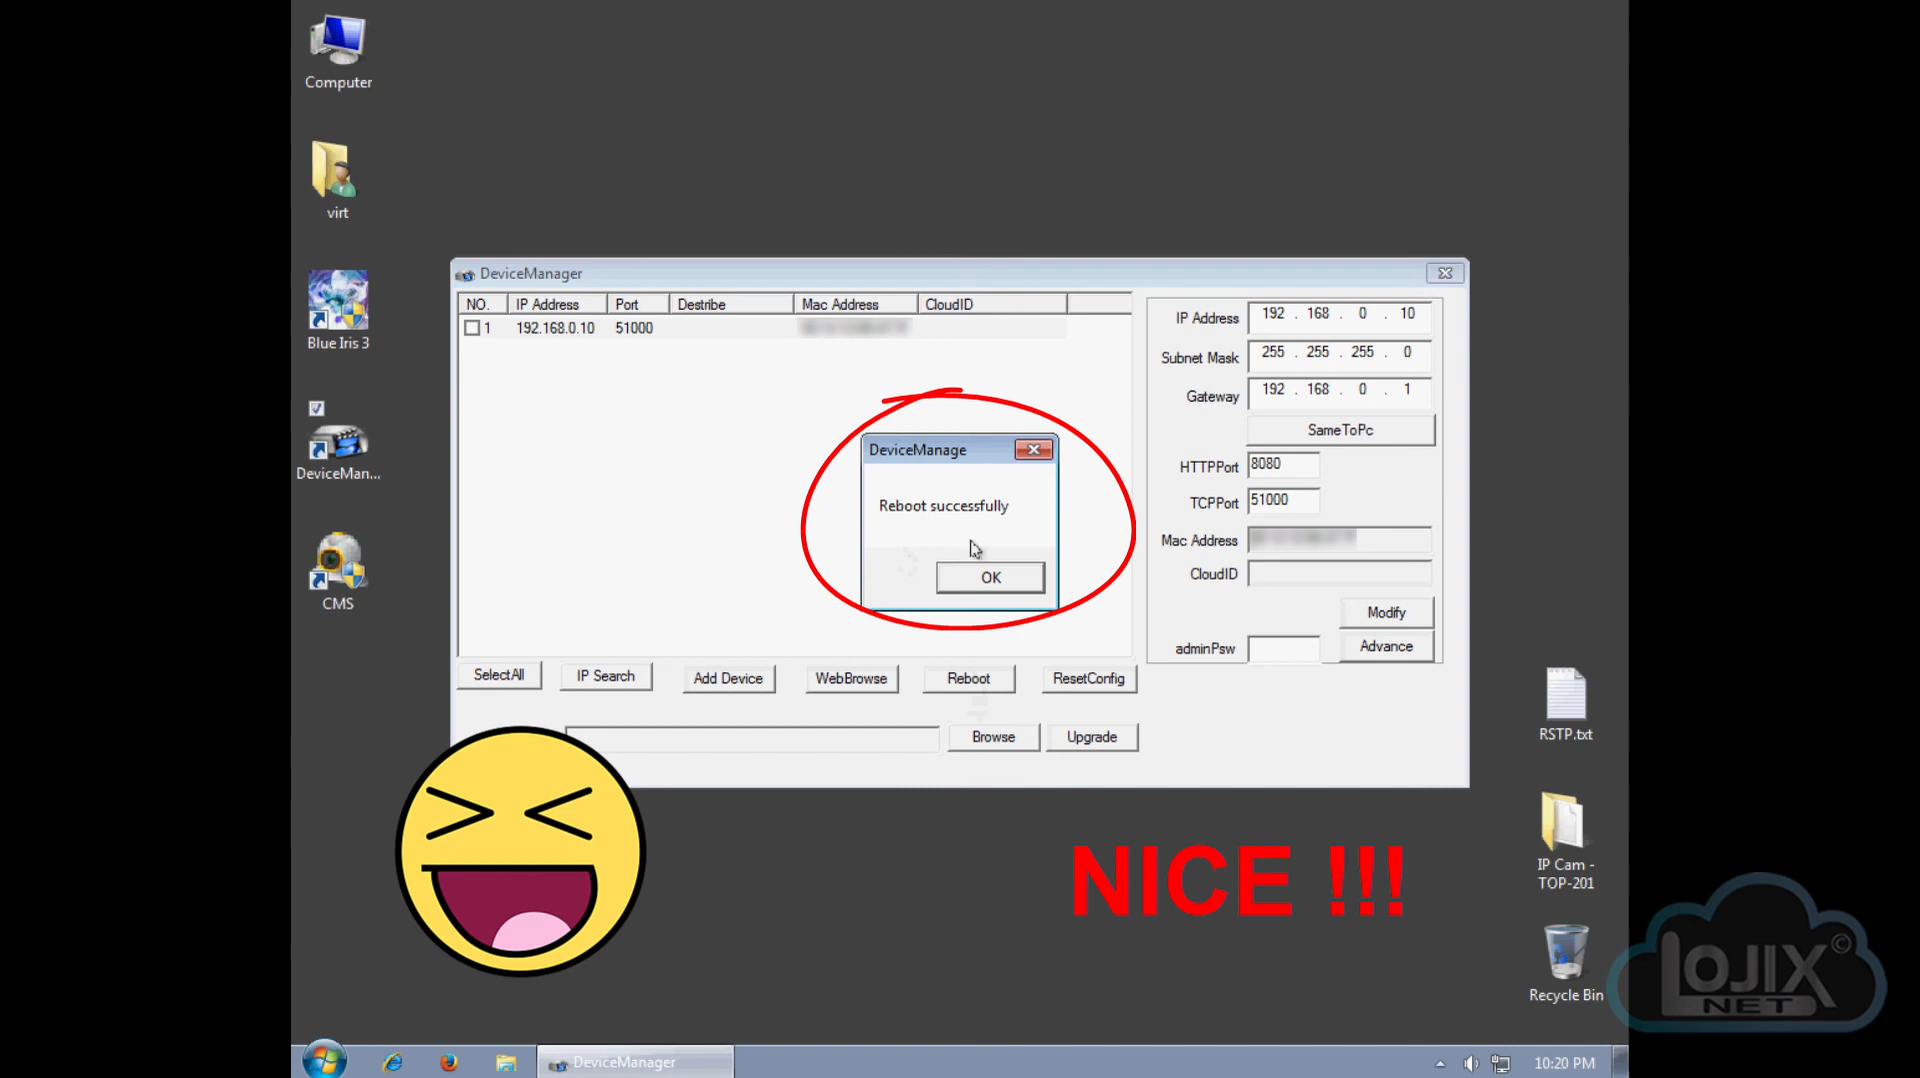 Computer
virt
Blue Iris 3
DeviceMan...
CMS
DeviceManager
NO. IP Address Port Destribe Mac Address CloudID
1 192.168.0.10 51000
DeviceManage
Reboot successfully
OK
IP Address 192 . 168 . 0 . 10
Subnet Mask 255 . 255 . 255 . 0
Gateway 192 . 168 . 0 . 1
SameToPc
HTTPPort 8080
TCPPort 51000
Mac Address
CloudID
Modify
adminPsw Advance
SelectAll IP Search Add Device WebBrowse Reboot ResetConfig
Browse Upgrade
NICE !!!
RSTP.txt
IP Cam -
TOP-201
Recycle Bin
LOJIX©
NET
DeviceManager
10:20 PM